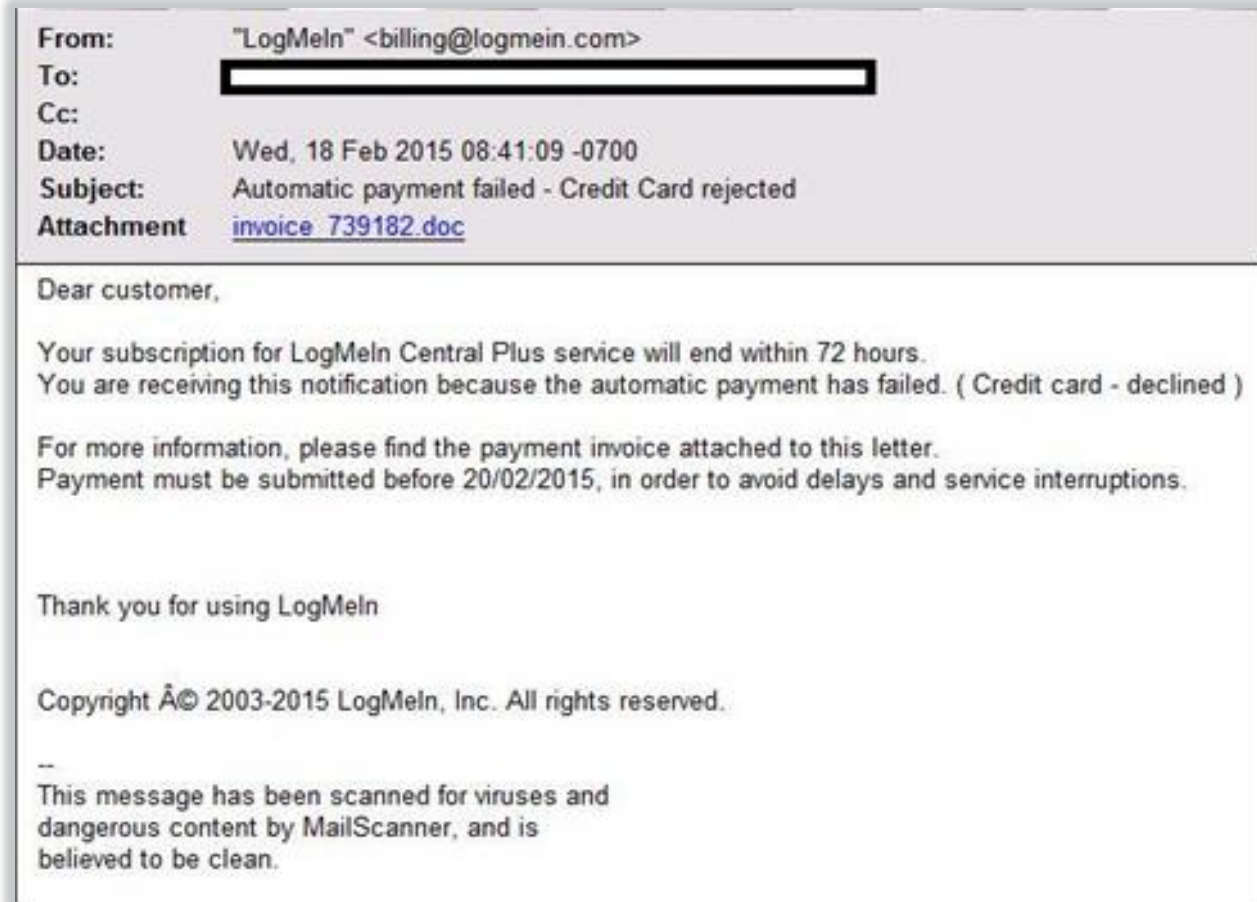 From: "LogMeIn" <billing@logmein.com>
To:
Cc:
Date: Wed, 18 Feb 2015 08:41:09 -0700
Subject: Automatic payment failed - Credit Card rejected
Attachment invoice_739182.doc
Dear customer,
Your subscription for LogMeIn Central Plus service will end within 72 hours.
You are receiving this notification because the automatic payment has failed. ( Credit card - declined )
For more information, please find the payment invoice attached to this letter.
Payment must be submitted before 20/02/2015, in order to avoid delays and service interruptions.
Thank you for using LogMeIn
Copyright Â© 2003-2015 LogMeIn, Inc. All rights reserved.
--
This message has been scanned for viruses and
dangerous content by MailScanner, and is
believed to be clean.